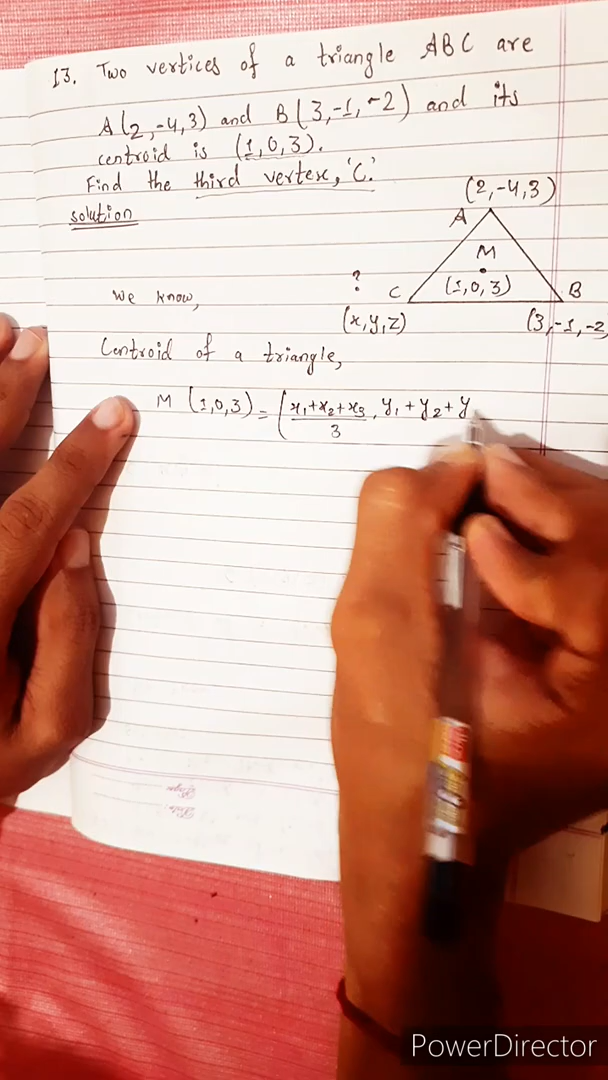 13. Two vertices of a triangle ABC are
A(2,-4,3) and B(3,-1,-2) and its
centroid is (1,0,3).
Find the third vertex, 'C.'
solution
(2,-4,3)
A
M
(1,0,3)
?
C
B
(x,y,z)
(3,-1,-2)
We know,
Centroid of a triangle,
M (1,0,3) = (x₁+x₂+x₃/3, y₁+y₂+y
PowerDirector